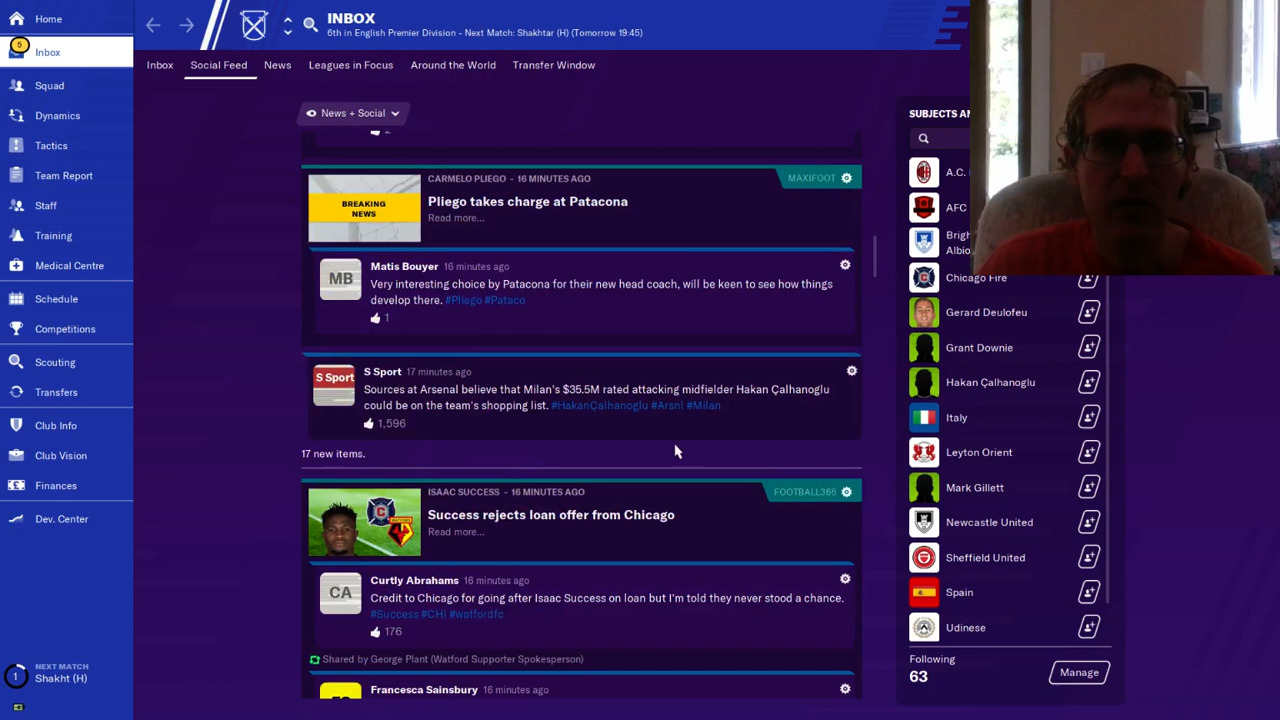 Home
INBOX
6th in English Premier Division - Next Match: Shakhtar (H) (Tomorrow 19:45)
5
Inbox
Inbox
Social Feed
News
Leagues in Focus
Around the World
Transfer Window
Squad
Dynamics
Tactics
Team Report
Staff
Training
Medical Centre
Schedule
Competitions
Scouting
Transfers
Club Info
Club Vision
Finances
Dev. Center
1
NEXT MATCH
Shakht (H)
News + Social
CARMELO PLIEGO - 16 MINUTES AGO
MAXIFOOT
BREAKING
NEWS
Pliego takes charge at Patacona
Read more...
MB
Matis Bouyer 16 minutes ago
Very interesting choice by Patacona for their new head coach, will be keen to see how things
develop there. #Pliego #Pataco
1
S Sport
S Sport 17 minutes ago
Sources at Arsenal believe that Milan's $35.5M rated attacking midfielder Hakan Çalhanoglu
could be on the team's shopping list. #HakanÇalhanoglu #Arsnl #Milan
1,596
17 new items.
ISAAC SUCCESS - 16 MINUTES AGO
FOOTBALL365
Success rejects loan offer from Chicago
Read more...
CA
Curtly Abrahams 16 minutes ago
Credit to Chicago for going after Isaac Success on loan but I'm told they never stood a chance.
#Success #CHI #watfordfc
176
Shared by George Plant (Watford Supporter Spokesperson)
Francesca Sainsbury 16 minutes ago
SUBJECTS
A.C.
AFC
Chicago Fire
Gerard Deulofeu
Grant Downie
Hakan Çalhanoglu
Italy
Leyton Orient
Mark Gillett
Newcastle United
Sheffield United
Spain
Udinese
Following
63
Manage